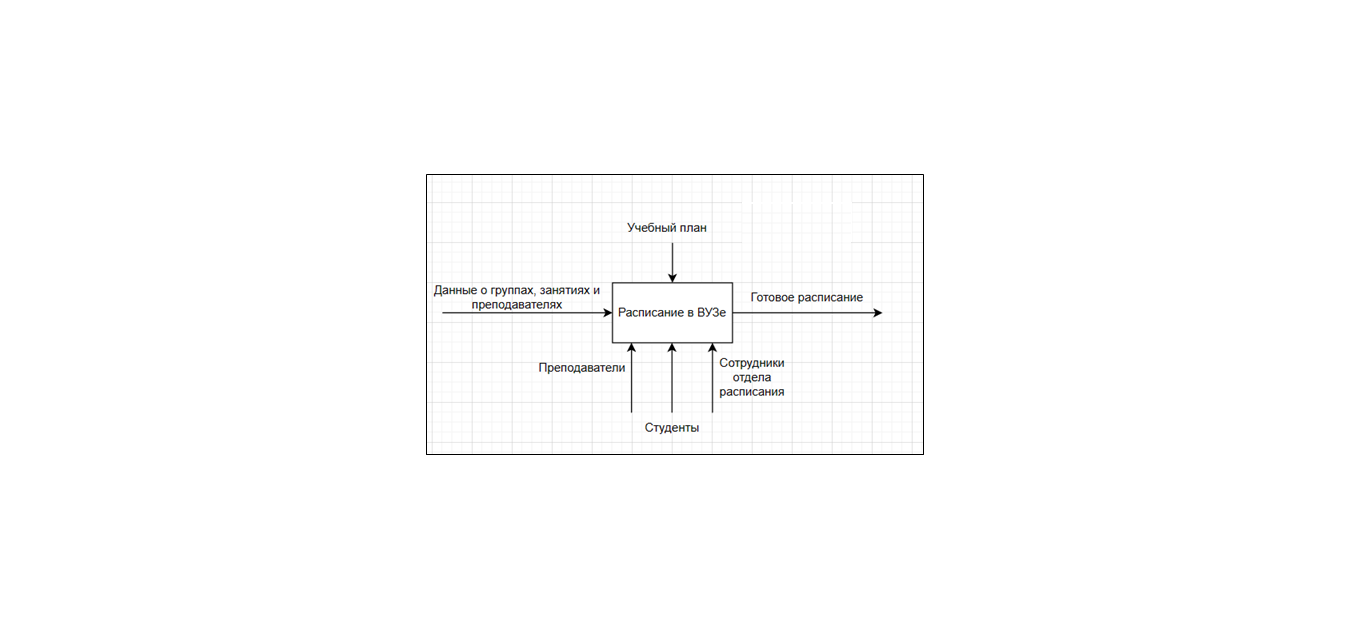 Учебный план
Данные о группах, занятиях и
преподавателях
Расписание в ВУЗе
Готовое расписание
Преподаватели
Сотрудники
отдела
расписания
Студенты